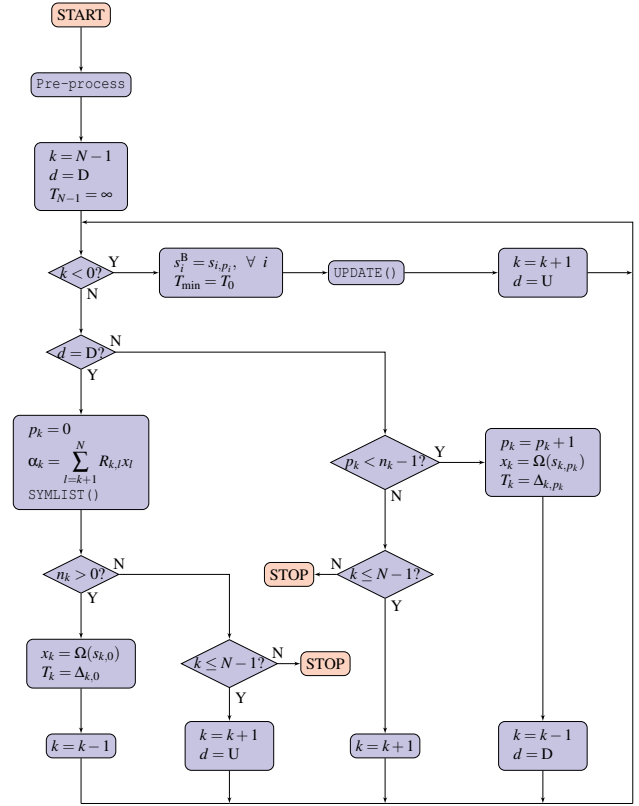 START
Pre-process
k = N − 1
d = D
T_{N−1} = ∞
k < 0?
Y
N
s_i^B = s_{i,p_i}, ∀ i
T_min = T_0
UPDATE()
k = k + 1
d = U
d = D?
N
Y
p_k = 0
α_k = ∑_{l=k+1}^{N} R_{k,l} x_l
SYMLIST()
p_k < n_k − 1?
Y
N
p_k = p_k + 1
x_k = Ω(s_{k,p_k})
T_k = Δ_{k,p_k}
n_k > 0?
N
Y
STOP
N
k ≤ N − 1?
Y
x_k = Ω(s_{k,0})
T_k = Δ_{k,0}
k ≤ N − 1?
N
STOP
Y
k = k − 1
k = k + 1
d = U
k = k + 1
k = k − 1
d = D